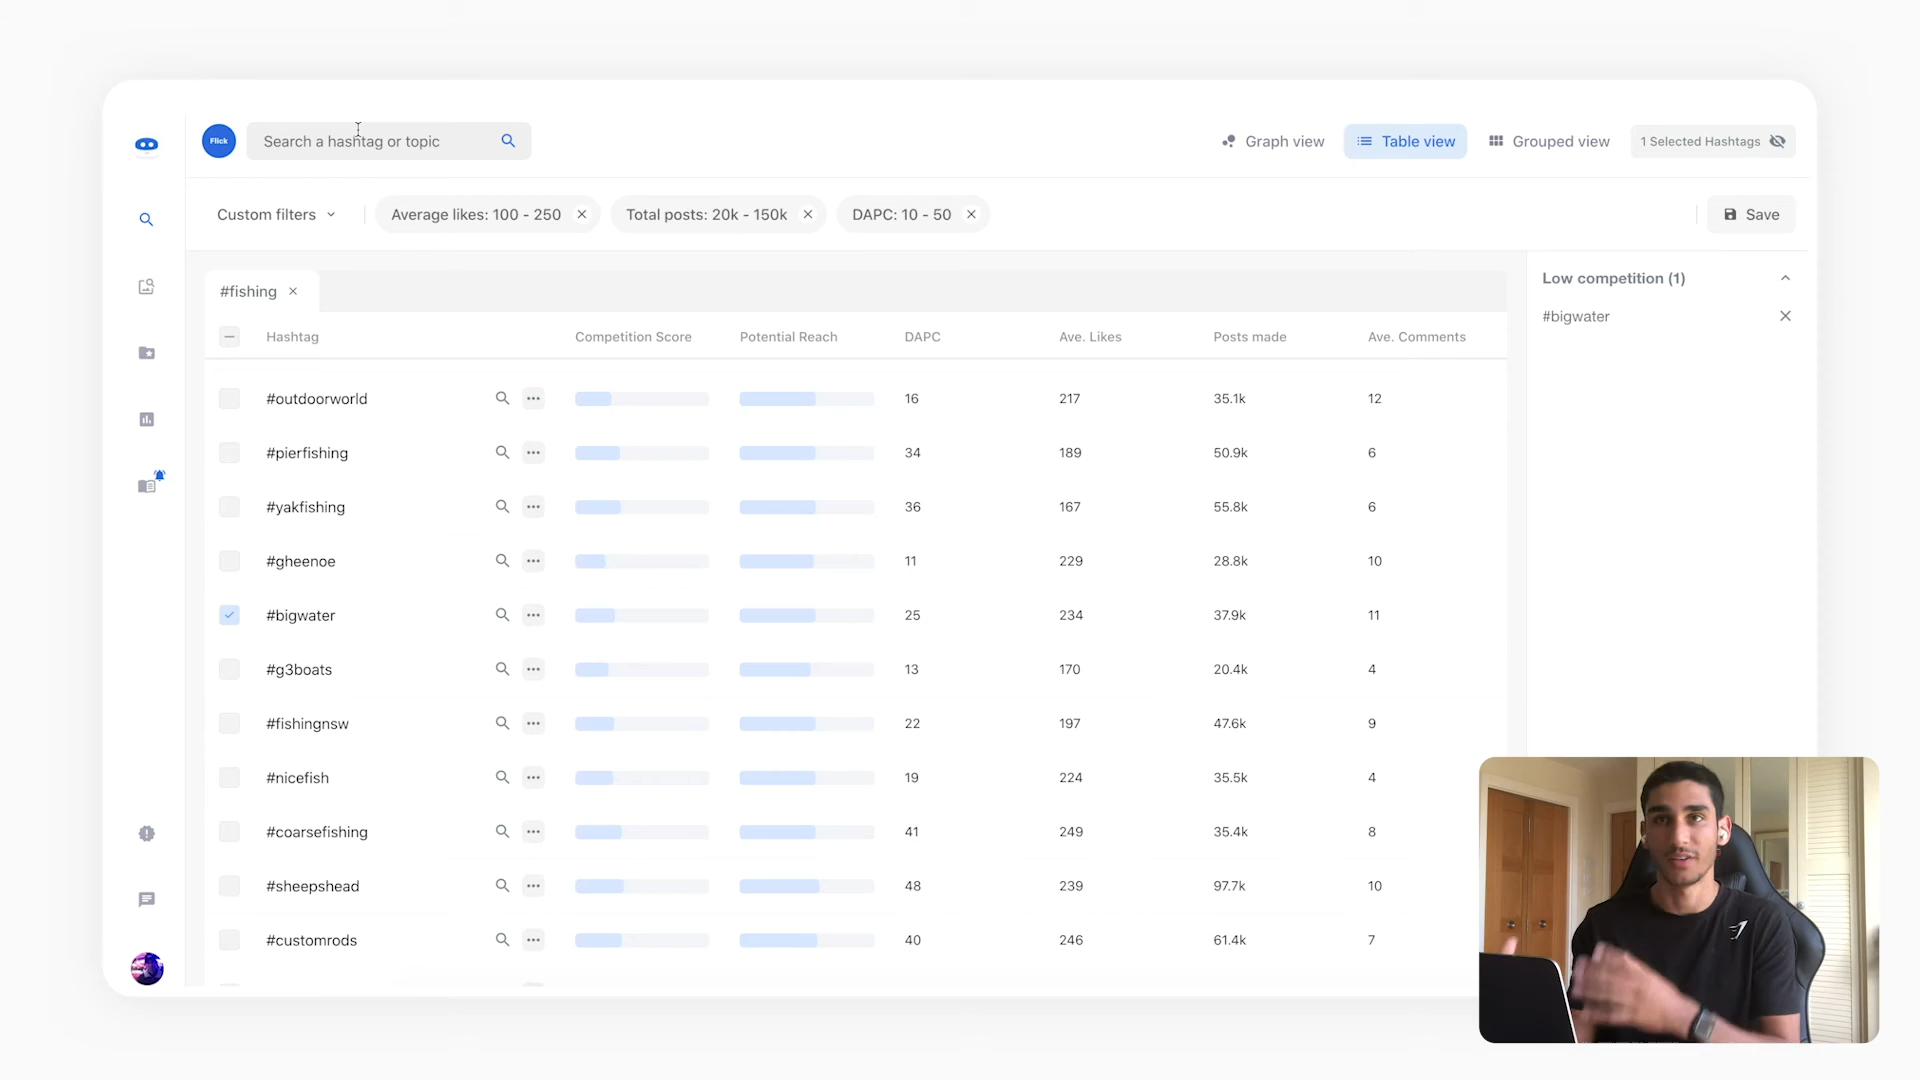 Flick
Search a hashtag or topic
Graph view
Table view
Grouped view
1 Selected Hashtags
Custom filters
Average likes: 100 - 250
Total posts: 20k - 150k
DAPC: 10 - 50
Save
#fishing
Low competition (1)
#bigwater
Hashtag Competition Score Potential Reach DAPC Ave. Likes Posts made Ave. Comments
#outdoorworld 16 217 35.1k 12
#pierfishing 34 189 50.9k 6
#yakfishing 36 167 55.8k 6
#gheenoe 11 229 28.8k 10
#bigwater 25 234 37.9k 11
#g3boats 13 170 20.4k 4
#fishingnsw 22 197 47.6k 9
#nicefish 19 224 35.5k 4
#coarsefishing 41 249 35.4k 8
#sheepshead 48 239 97.7k 10
#customrods 40 246 61.4k 7